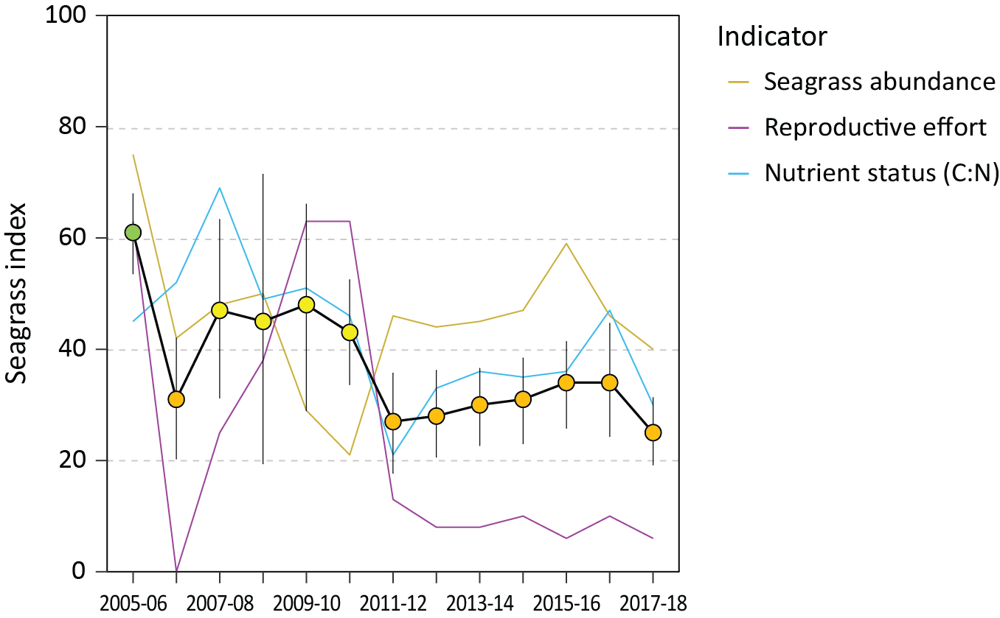 100
80
60
40
20
0
Seagrass index
2005-06 2007-08 2009-10 2011-12 2013-14 2015-16 2017-18
Indicator
Seagrass abundance
Reproductive effort
Nutrient status (C:N)